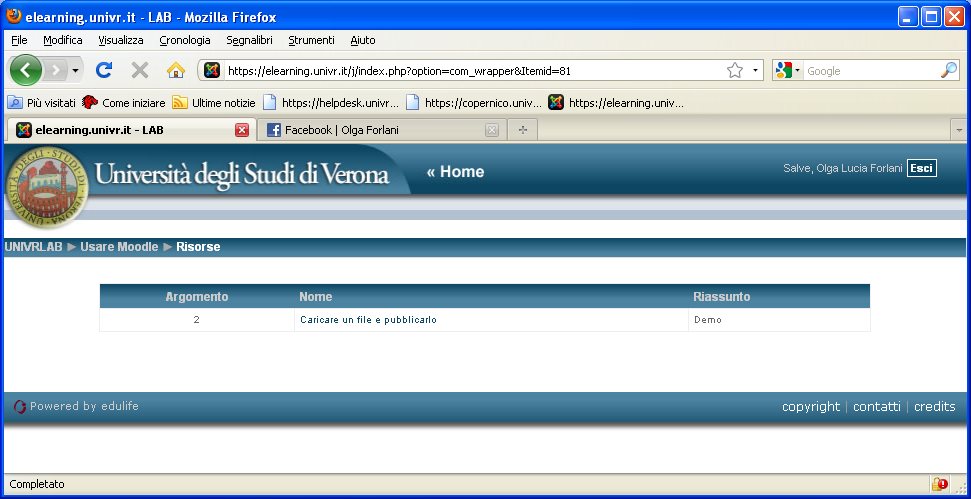 elearning.univr.it - LAB - Mozilla Firefox
File Modifica Visualizza Cronologia Segnalibri Strumenti Aiuto
https://elearning.univr.it/j/index.php?option=com_wrapper&Itemid=81 Google
Più visitati Come iniziare Ultime notizie https://helpdesk.univr... https://copernico.univ... https://elearning.univ...
elearning.univr.it - LAB Facebook | Olga Forlani
Università degli Studi di Verona « Home Salve, Olga Lucia Forlani Esci
UNIVRLAB ► Usare Moodle ► Risorse
Argomento Nome Riassunto
2 Caricare un file e pubblicarlo Demo
Powered by edulife copyright | contatti | credits
Completato